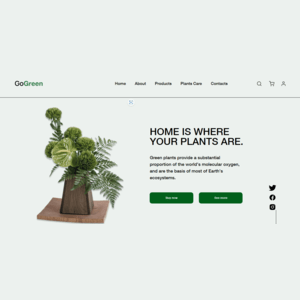 GoGreen
Home About Products Plants Care Contacts
HOME IS WHERE
YOUR PLANTS ARE.
Green plants provide a substantial
proportion of the world's molecular oxygen,
and are the basis of most of Earth's
ecosystems.
Buy now See more